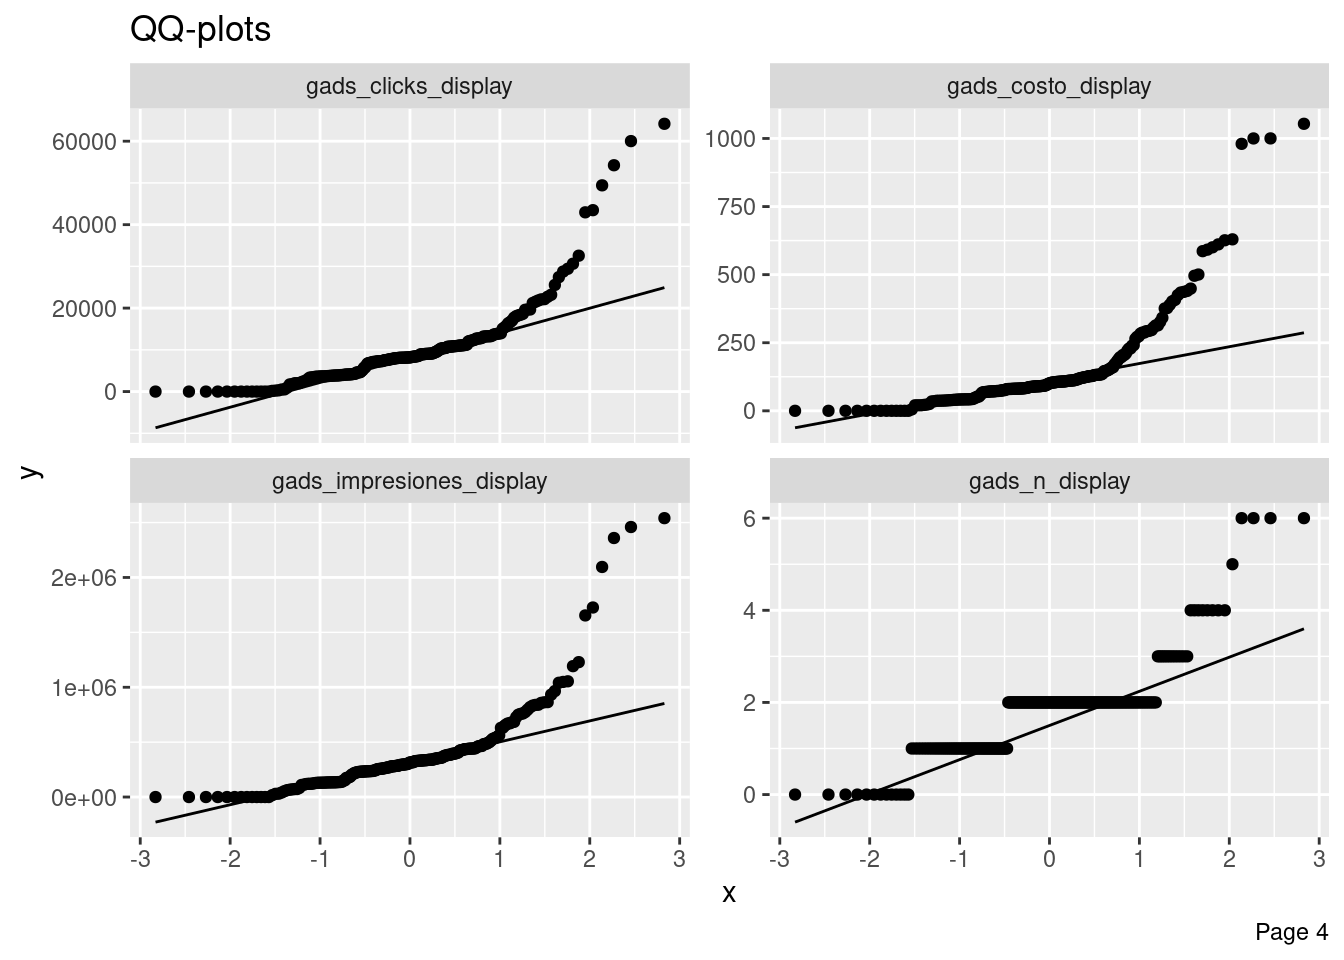 QQ-plots
gads_clicks_display
gads_costo_display
60000
40000
20000
0
1000
750
500
250
0
y
gads_impresiones_display
gads_n_display
2e+06
1e+06
0e+00
6
4
2
0
-3 -2 -1 0 1 2 3
-3 -2 -1 0 1 2 3
x
Page 4